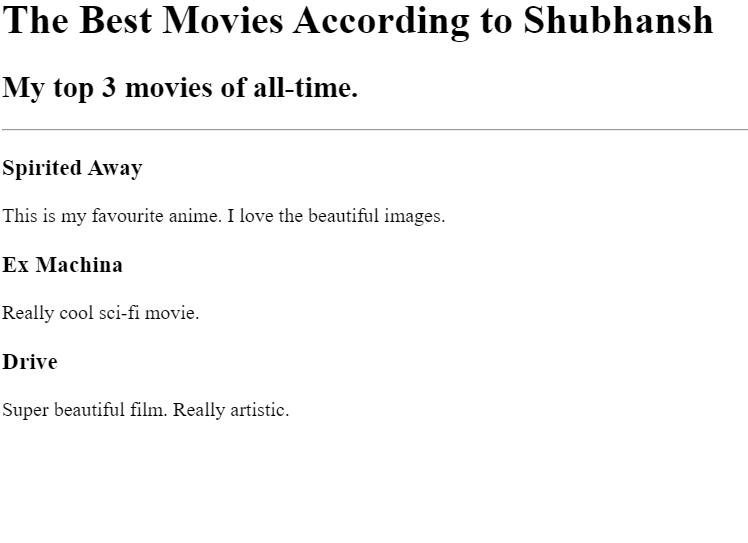 The Best Movies According to Shubhansh
My top 3 movies of all-time.
Spirited Away
This is my favourite anime. I love the beautiful images.
Ex Machina
Really cool sci-fi movie.
Drive
Super beautiful film. Really artistic.